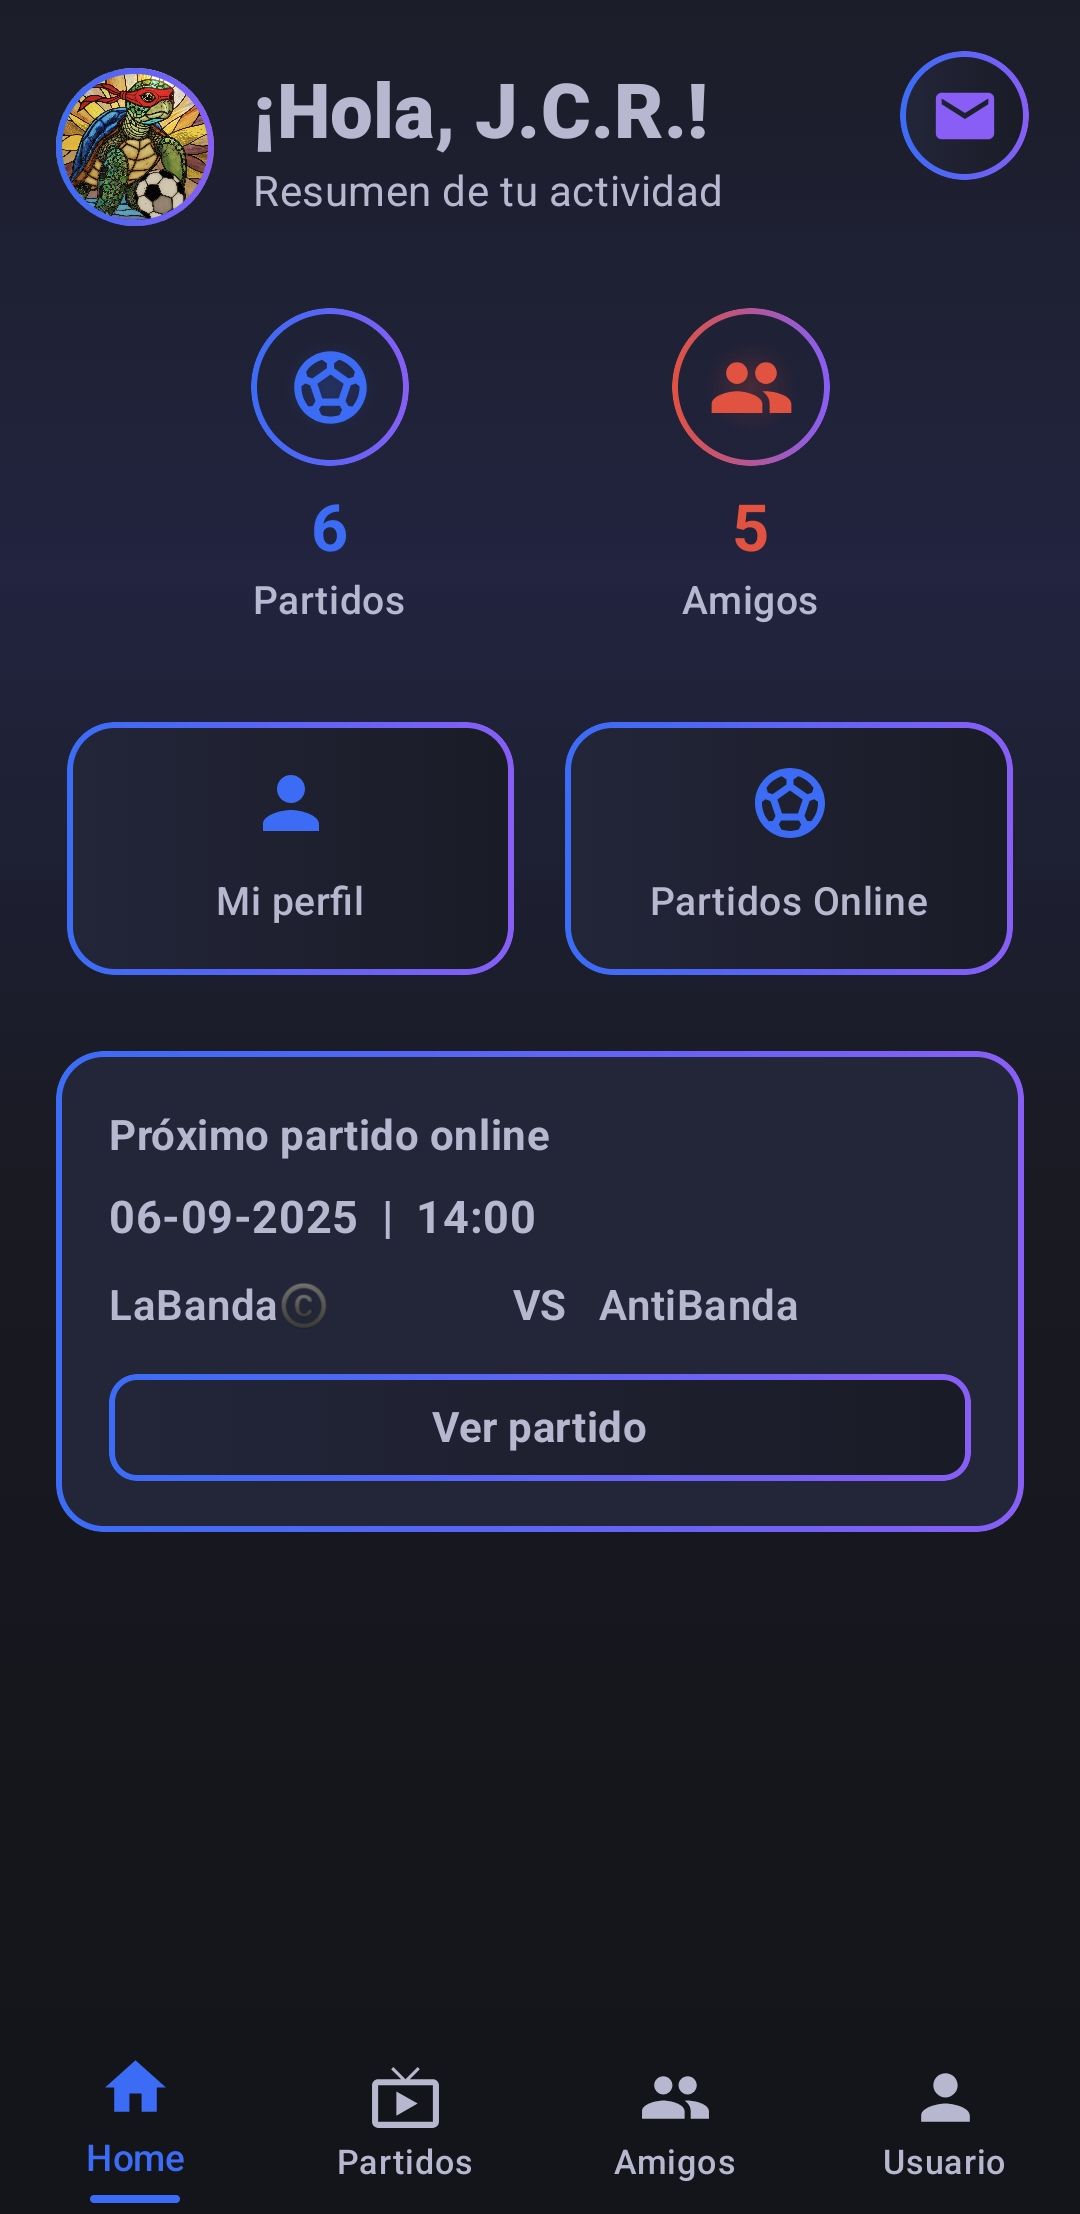 ¡Hola, J.C.R.!
Resumen de tu actividad
6
Partidos
5
Amigos
Mi perfil
Partidos Online
Próximo partido online
06-09-2025 | 14:00
LaBanda©️ VS AntiBanda
Ver partido
Home
Partidos
Amigos
Usuario